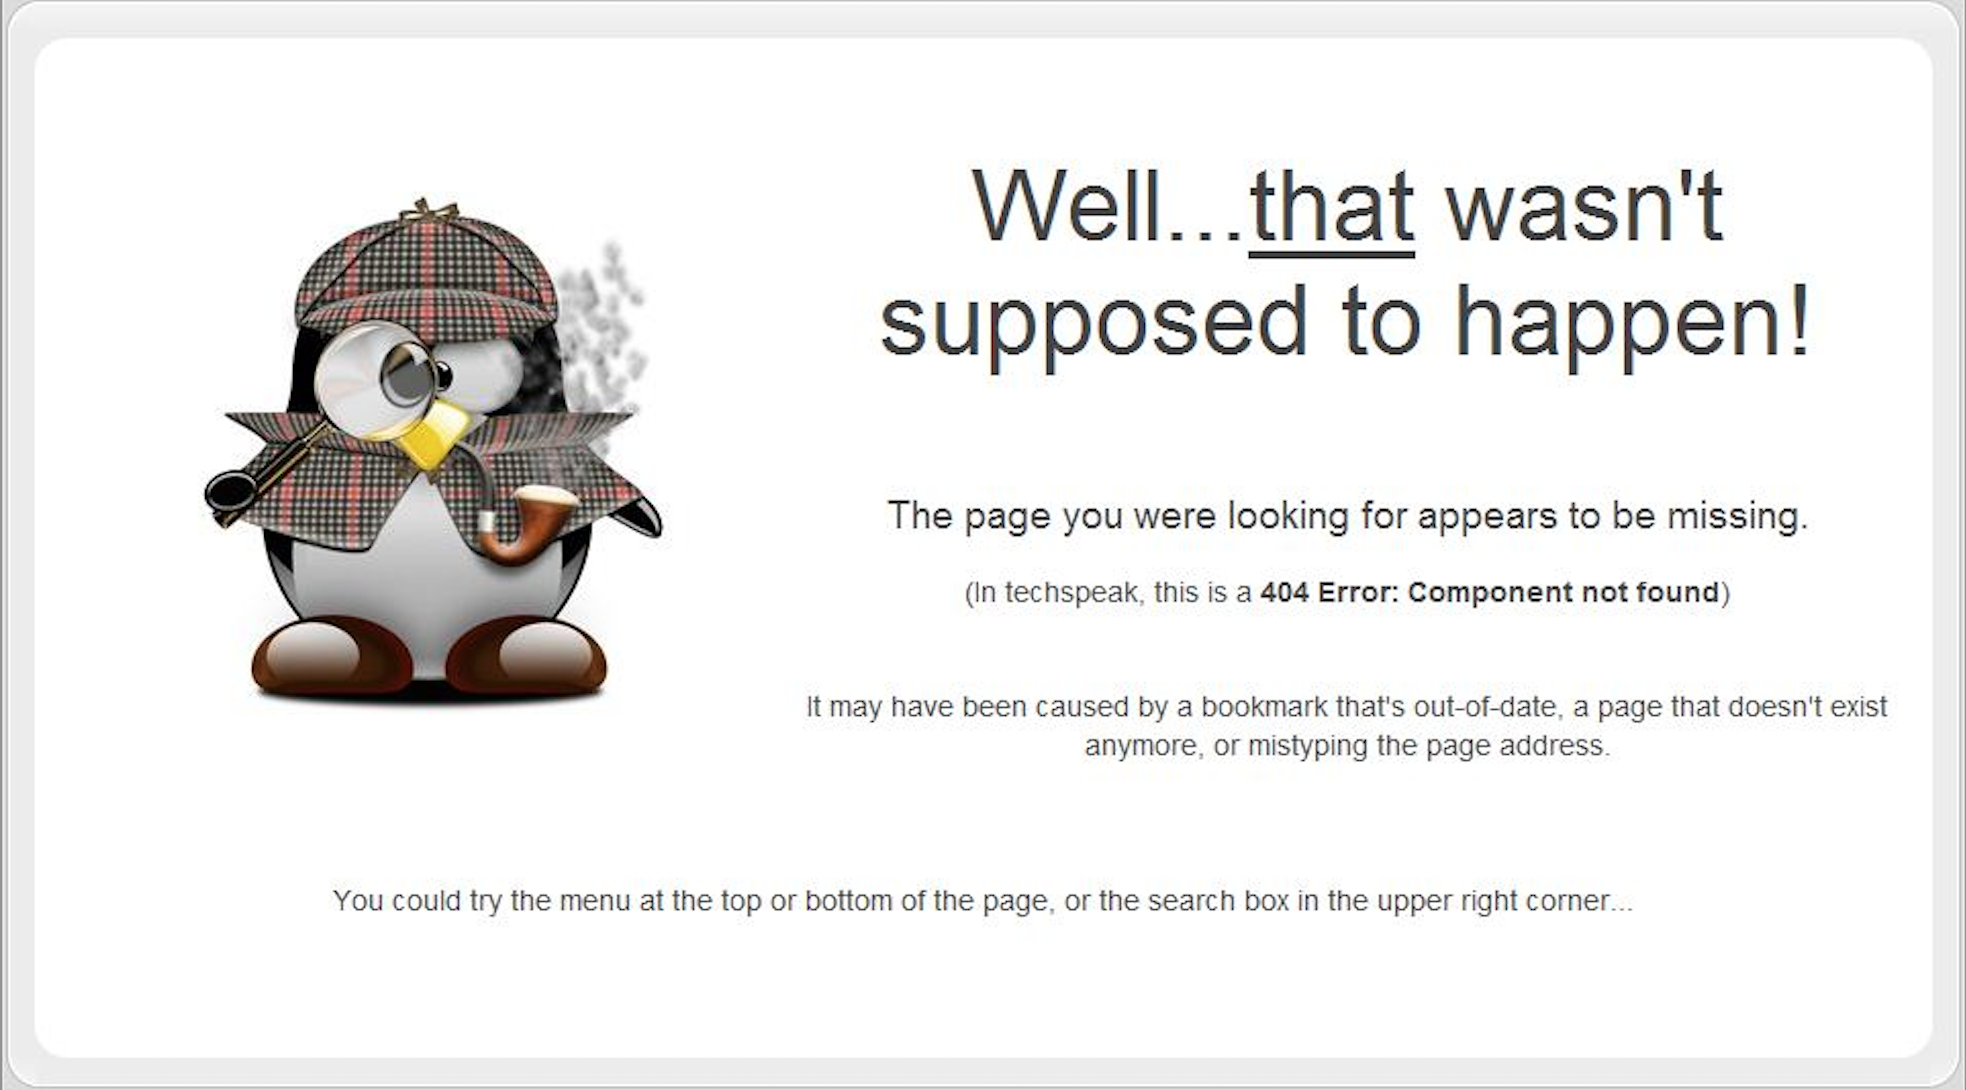 Well...that wasn't
supposed to happen!
The page you were looking for appears to be missing.
(In techspeak, this is a 404 Error: Component not found)
It may have been caused by a bookmark that's out-of-date, a page that doesn't exist
anymore, or mistyping the page address.
You could try the menu at the top or bottom of the page, or the search box in the upper right corner...